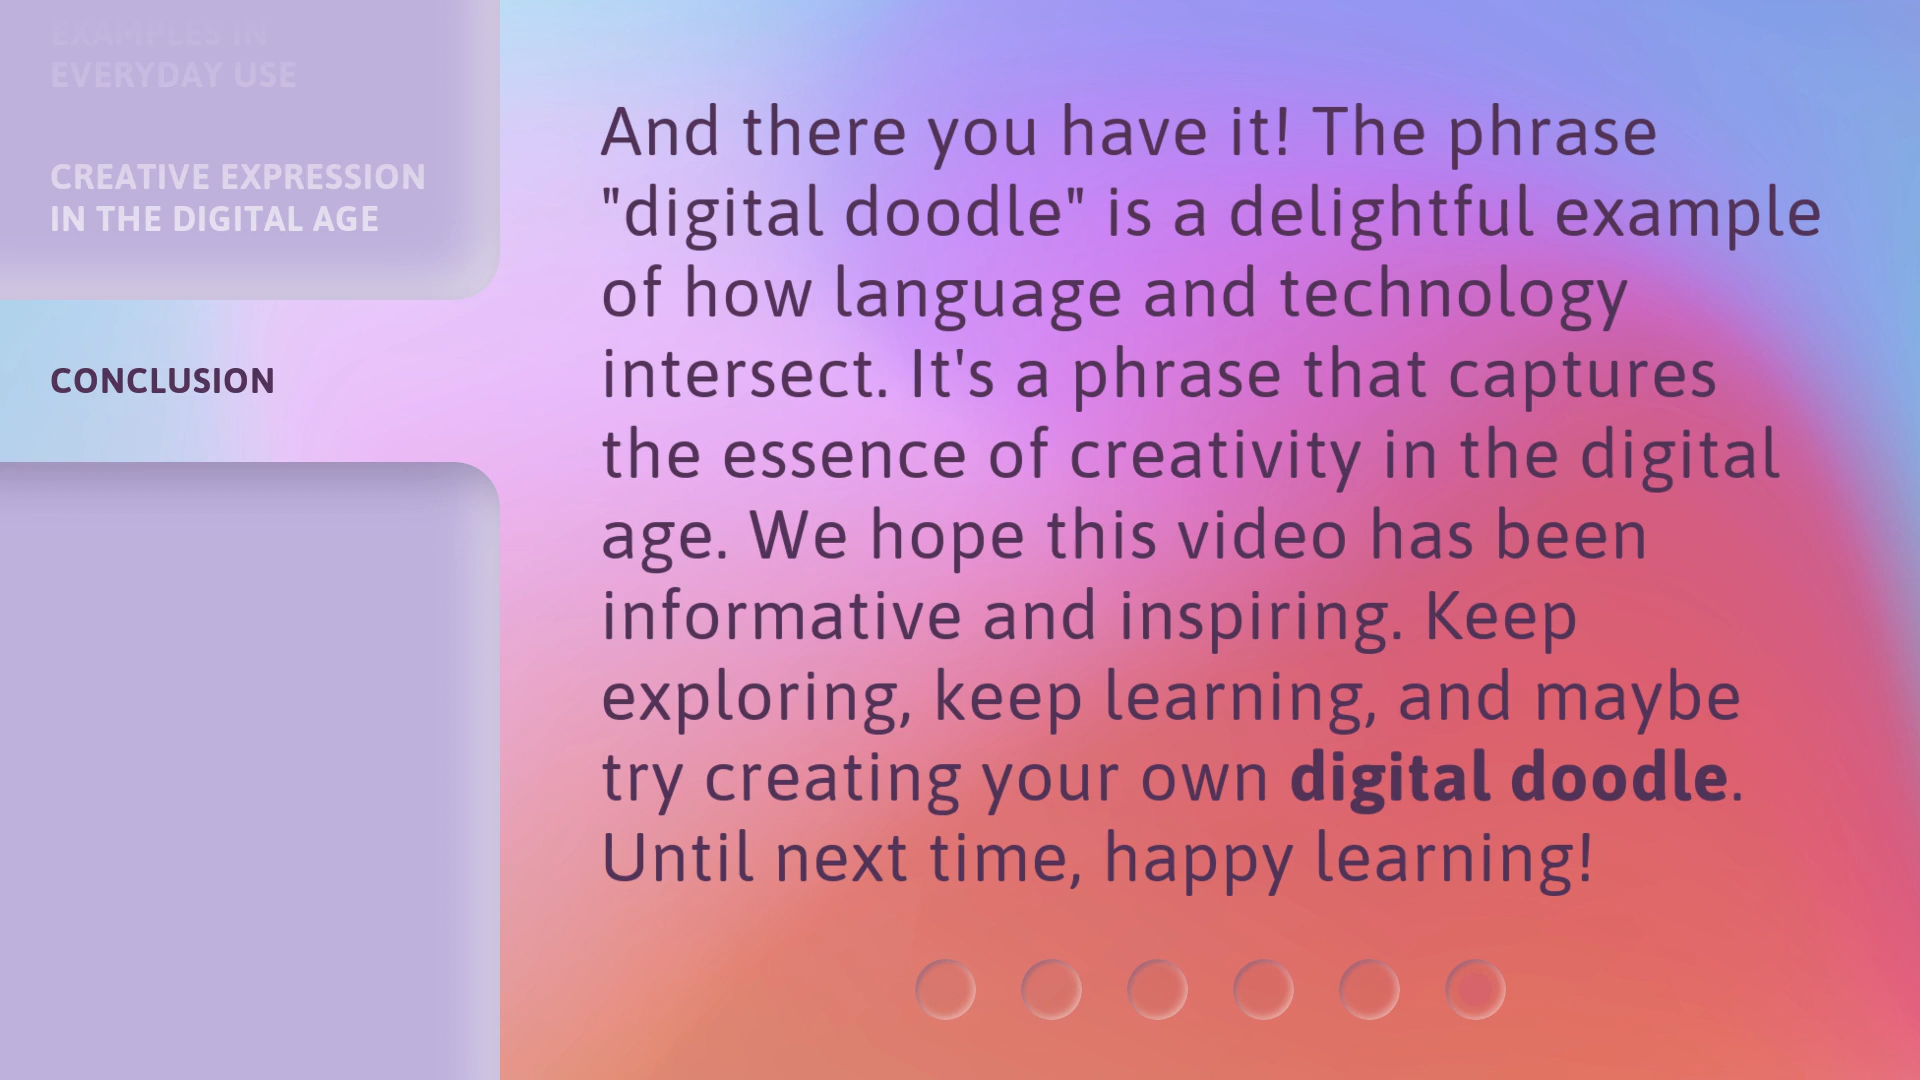 EXAMPLES IN
EVERYDAY USE
CREATIVE EXPRESSION
IN THE DIGITAL AGE
CONCLUSION
And there you have it! The phrase
"digital doodle" is a delightful example
of how language and technology
intersect. It's a phrase that captures
the essence of creativity in the digital
age. We hope this video has been
informative and inspiring. Keep
exploring, keep learning, and maybe
try creating your own digital doodle.
Until next time, happy learning!